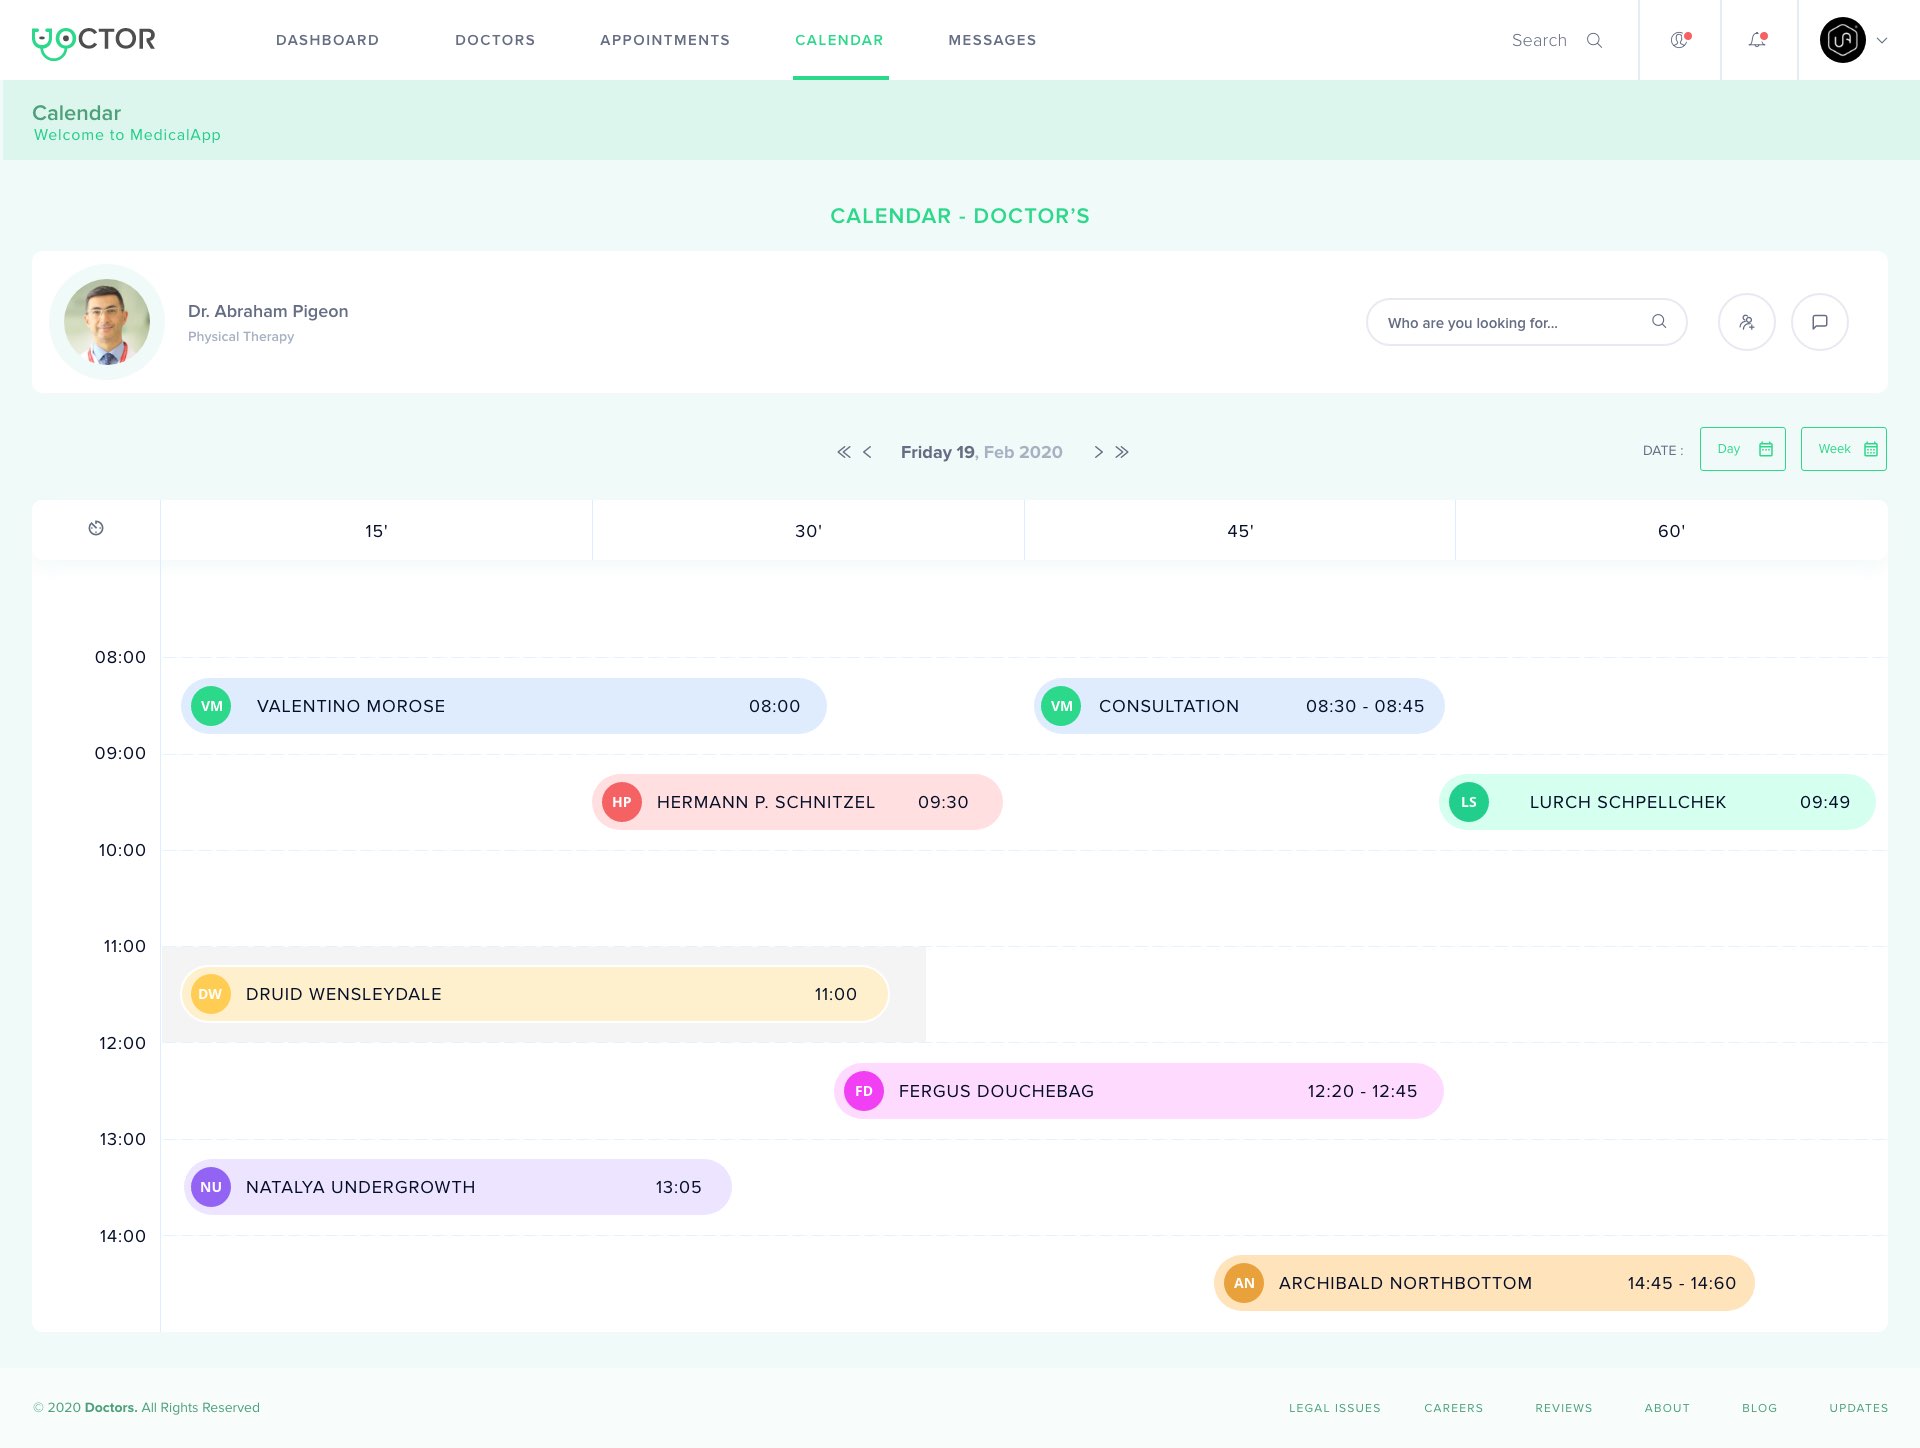 DOCTOR
DASHBOARD DOCTORS APPOINTMENTS CALENDAR MESSAGES Search
Calendar
Welcome to MedicalApp
CALENDAR - DOCTOR’S
Dr. Abraham Pigeon
Physical Therapy
Who are you looking for...
Friday 19, Feb 2020
DATE : Day Week
15' 30' 45' 60'
08:00
VM VALENTINO MOROSE 08:00 VM CONSULTATION 08:30 - 08:45
09:00
HP HERMANN P. SCHNITZEL 09:30 LS LURCH SCHPELLCHEK 09:49
10:00
11:00
DW DRUID WENSLEYDALE 11:00
12:00
FD FERGUS DOUCHEBAG 12:20 - 12:45
13:00
NU NATALYA UNDERGROWTH 13:05
14:00
AN ARCHIBALD NORTHBOTTOM 14:45 - 14:60
© 2020 Doctors. All Rights Reserved LEGAL ISSUES CAREERS REVIEWS ABOUT BLOG UPDATES